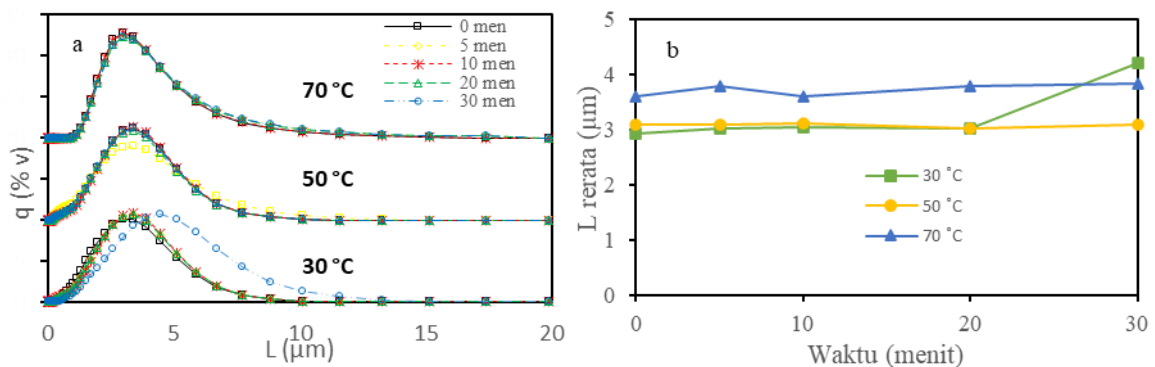 a
0 men
5 men
10 men
20 men
30 men
70 °C
50 °C
30 °C
q (% v)
0
5
10
15
20
L (µm)
b
5
4
3
2
1
0
L rerata (µm)
30 ˚C
50 ˚C
70 ˚C
0
10
20
30
Waktu (menit)